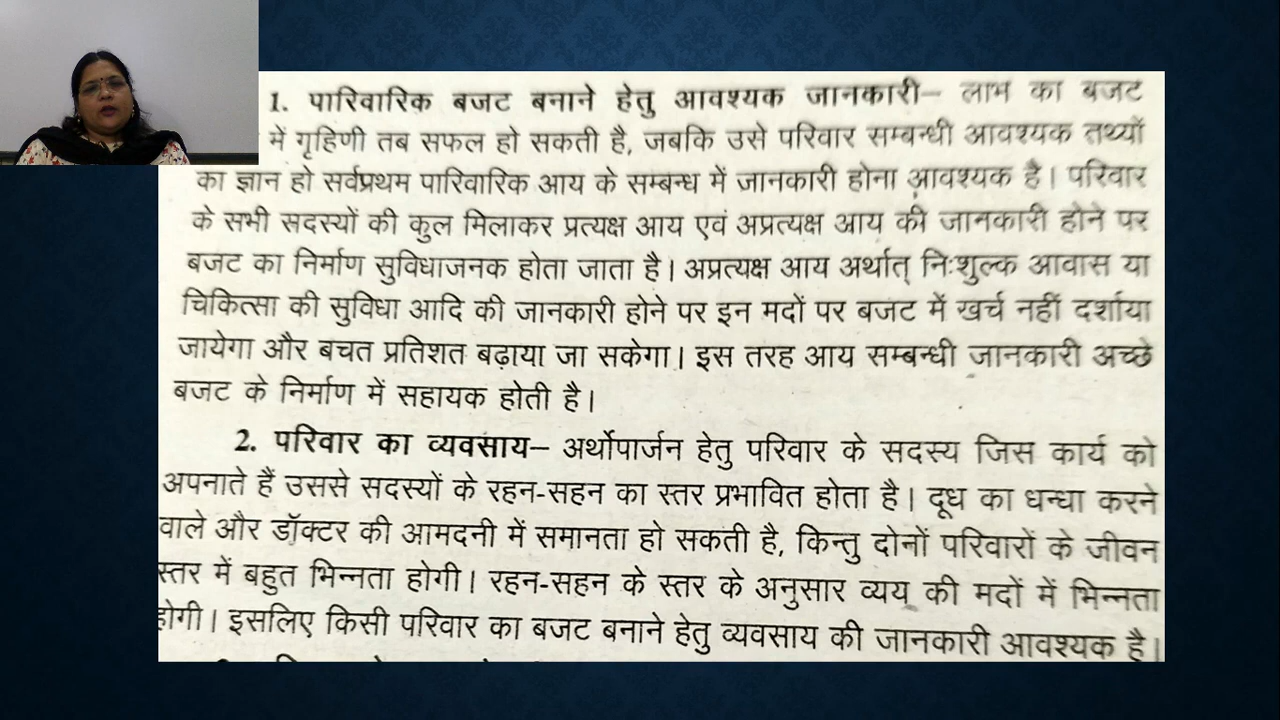 1. पारिवारिक बजट बनाने हेतु आवश्यक जानकारी– लाभ का बजट
में गृहिणी तब सफल हो सकती है, जबकि उसे परिवार सम्बन्धी आवश्यक तथ्यों
का ज्ञान हो सर्वप्रथम पारिवारिक आय के सम्बन्ध में जानकारी होना आवश्यक है। परिवार
के सभी सदस्यों की कुल मिलाकर प्रत्यक्ष आय एवं अप्रत्यक्ष आय की जानकारी होने पर
बजट का निर्माण सुविधाजनक होता जाता है। अप्रत्यक्ष आय अर्थात् निःशुल्क आवास या
चिकित्सा की सुविधा आदि की जानकारी होने पर इन मदों पर बजट में खर्च नहीं दर्शाया
जायेगा और बचत प्रतिशत बढ़ाया जा सकेगा। इस तरह आय सम्बन्धी जानकारी अच्छे
बजट के निर्माण में सहायक होती है।
2. परिवार का व्यवसाय– अर्थोपार्जन हेतु परिवार के सदस्य जिस कार्य को
अपनाते हैं उससे सदस्यों के रहन-सहन का स्तर प्रभावित होता है। दूध का धन्धा करने
वाले और डॉक्टर की आमदनी में समानता हो सकती है, किन्तु दोनों परिवारों के जीवन
स्तर में बहुत भिन्नता होगी। रहन-सहन के स्तर के अनुसार व्यय की मदों में भिन्नता
होगी। इसलिए किसी परिवार का बजट बनाने हेतु व्यवसाय की जानकारी आवश्यक है।